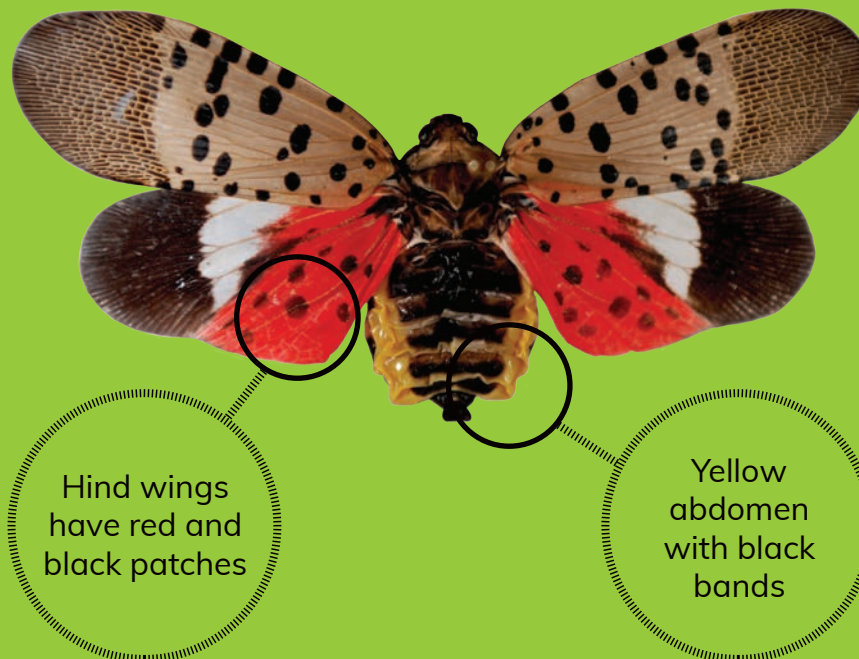 Hind wings
have red and
black patches
Yellow
abdomen
with black
bands